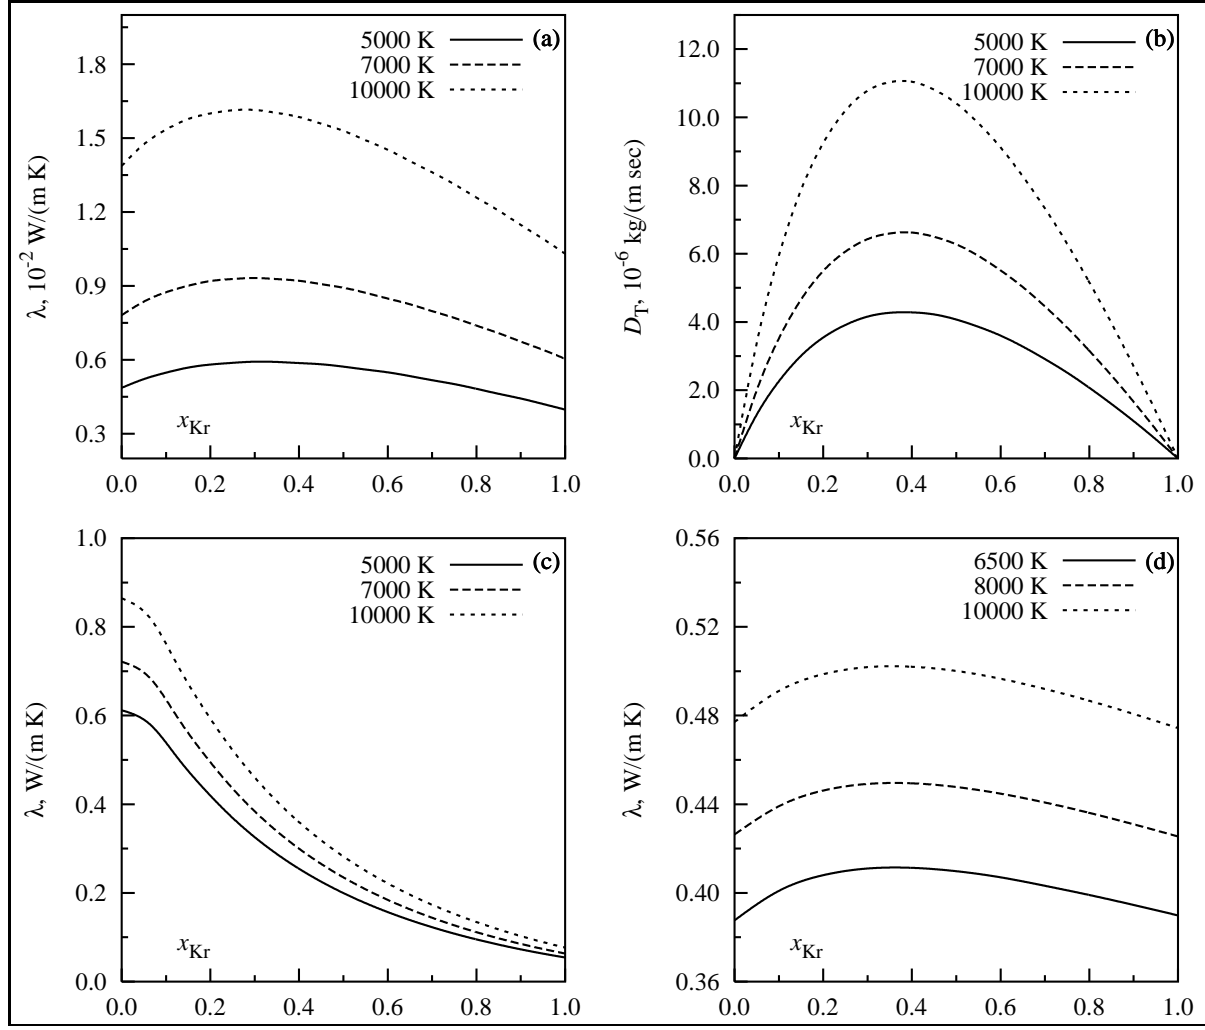 (a)
5000 K
7000 K
10000 K
λ, 10⁻² W/(m K)
1.8
1.5
1.2
0.9
0.6
0.3
x_Kr
0.0 0.2 0.4 0.6 0.8 1.0
(b)
5000 K
7000 K
10000 K
D_T, 10⁻⁶ kg/(m sec)
12.0
10.0
8.0
6.0
4.0
2.0
0.0
x_Kr
0.0 0.2 0.4 0.6 0.8 1.0
(c)
5000 K
7000 K
10000 K
λ, W/(m K)
1.0
0.8
0.6
0.4
0.2
0.0
x_Kr
0.0 0.2 0.4 0.6 0.8 1.0
(d)
6500 K
8000 K
10000 K
λ, W/(m K)
0.56
0.52
0.48
0.44
0.40
0.36
x_Kr
0.0 0.2 0.4 0.6 0.8 1.0